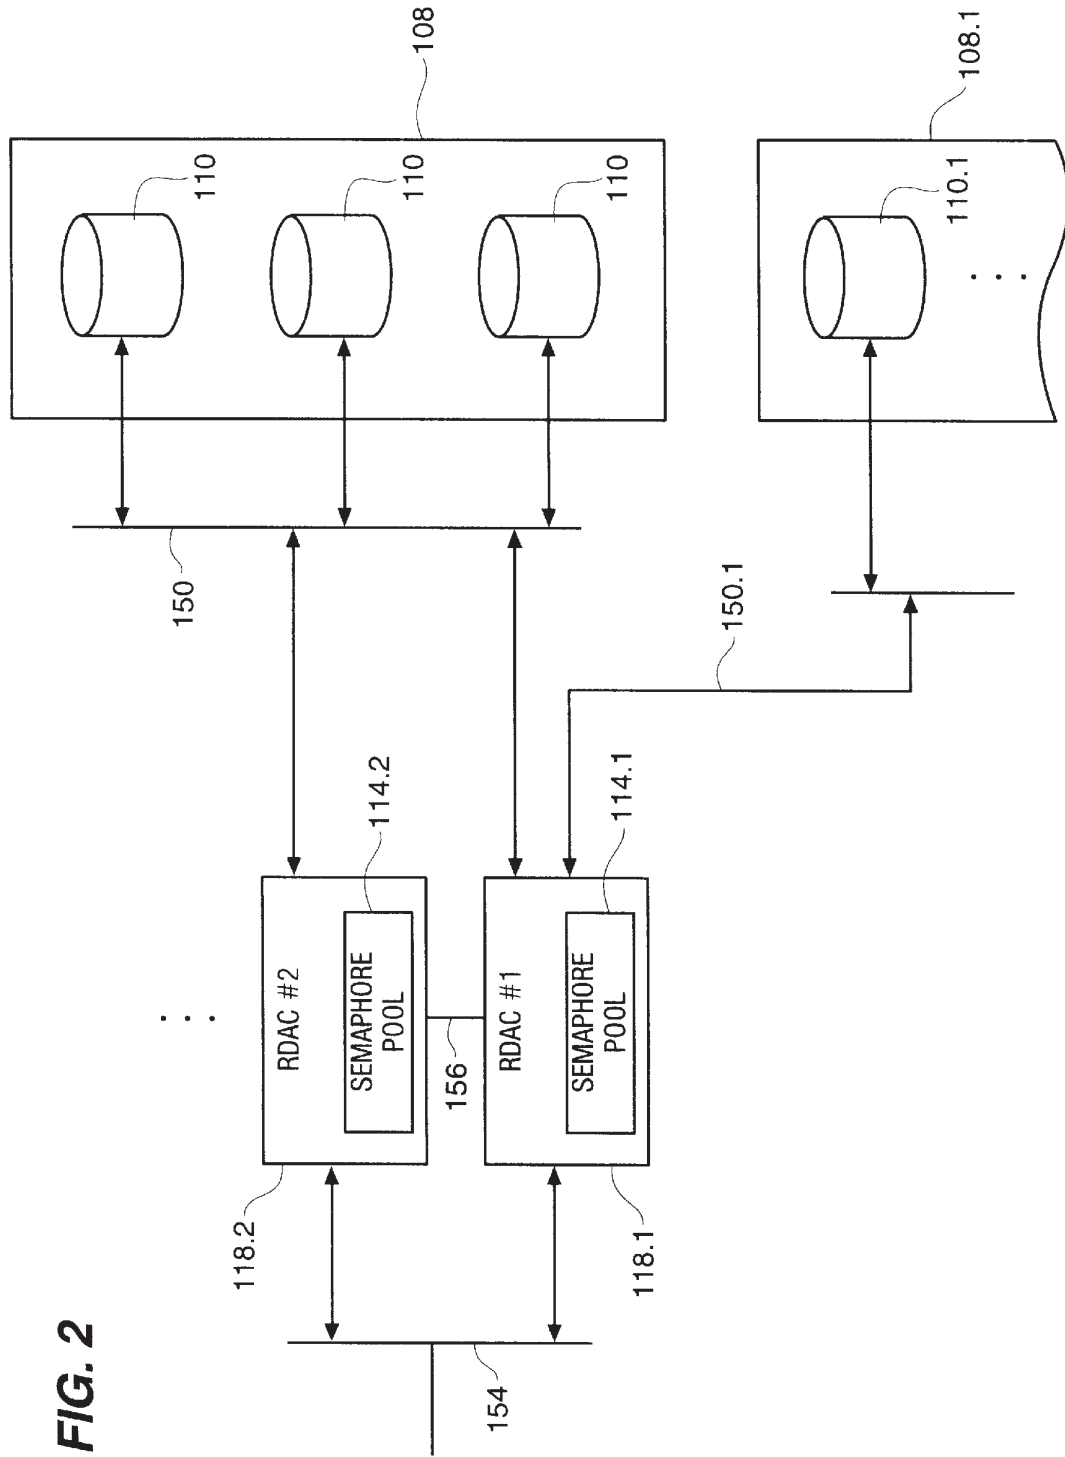 FIG. 2
108
110
110
110
108.1
110.1
. . .
150
150.1
. . .
RDAC #2
114.2
SEMAPHORE
POOL
118.2
156
RDAC #1
114.1
SEMAPHORE
POOL
118.1
154